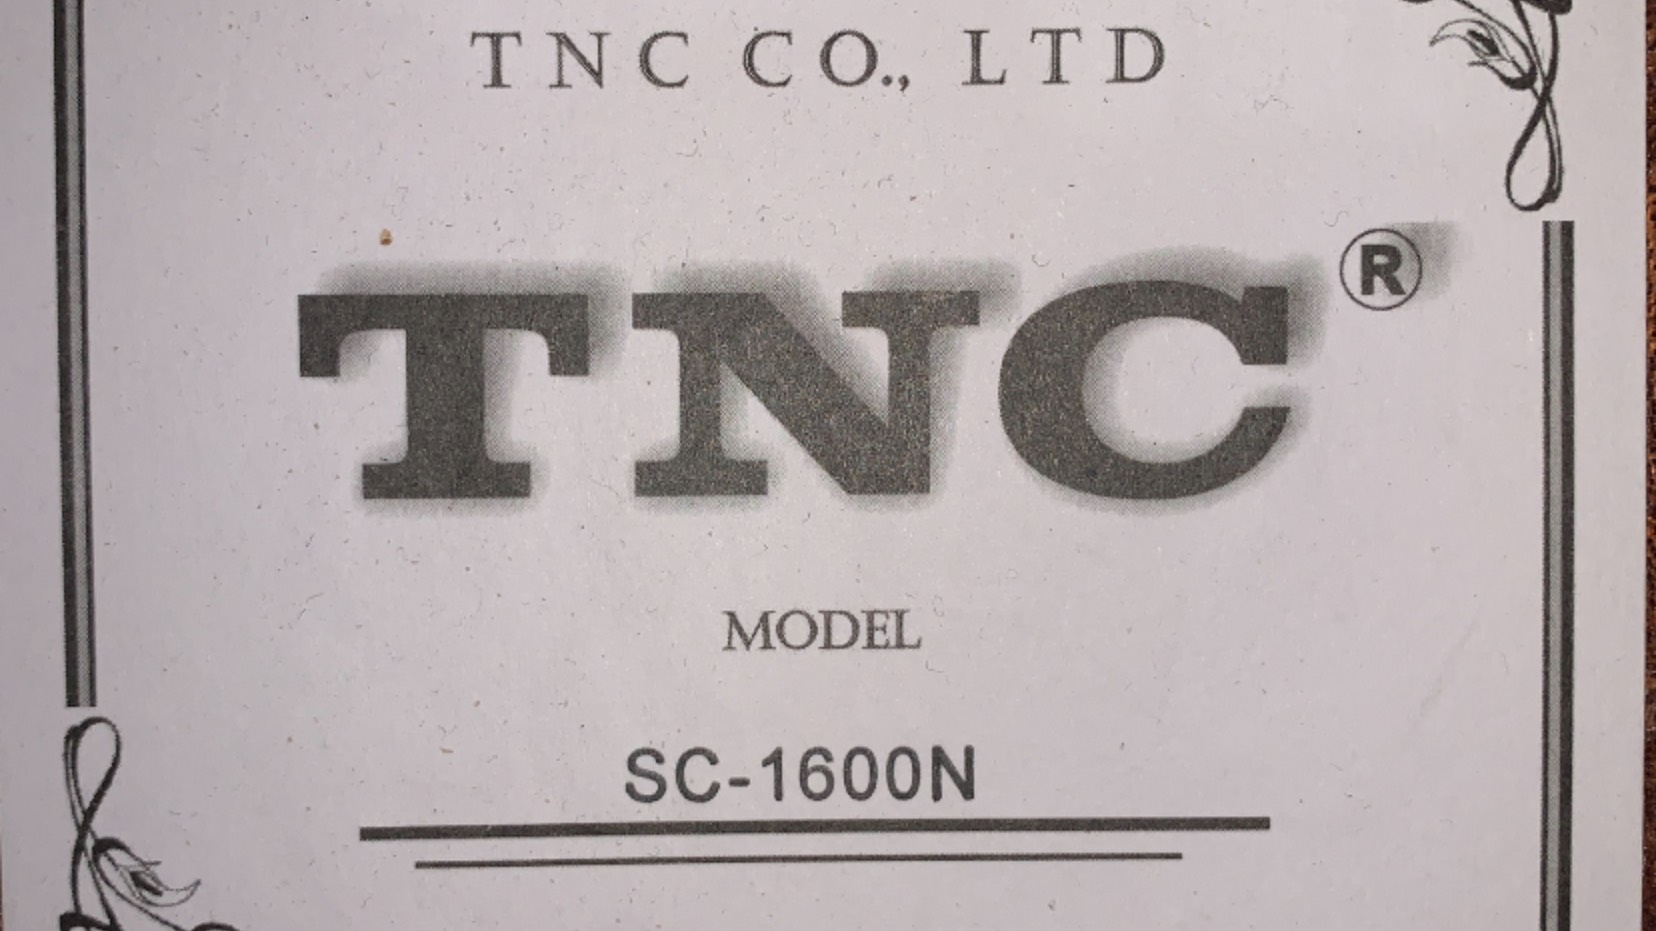 TNC CO., LTD
TNC®
MODEL
SC-1600N